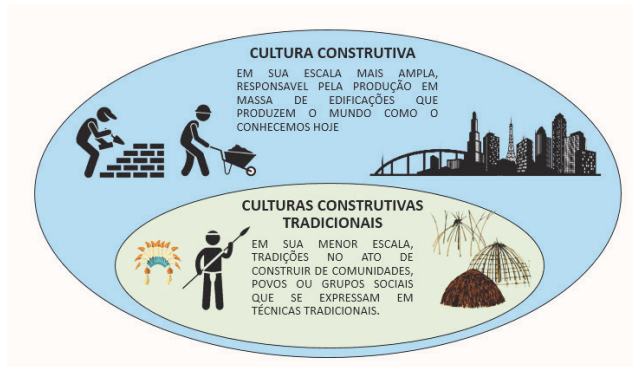 CULTURA CONSTRUTIVA
EM SUA ESCALA MAIS AMPLA,
RESPONSAVEL PELA PRODUÇÃO EM
MASSA DE EDIFICAÇÕES QUE
PRODUZEM O MUNDO COMO O
CONHECEMOS HOJE
CULTURAS CONSTRUTIVAS
TRADICIONAIS
EM SUA MENOR ESCALA,
TRADIÇÕES NO ATO DE
CONSTRUIR DE COMUNIDADES,
POVOS OU GRUPOS SOCIAIS
QUE SE EXPRESSAM EM
TÉCNICAS TRADICIONAIS.